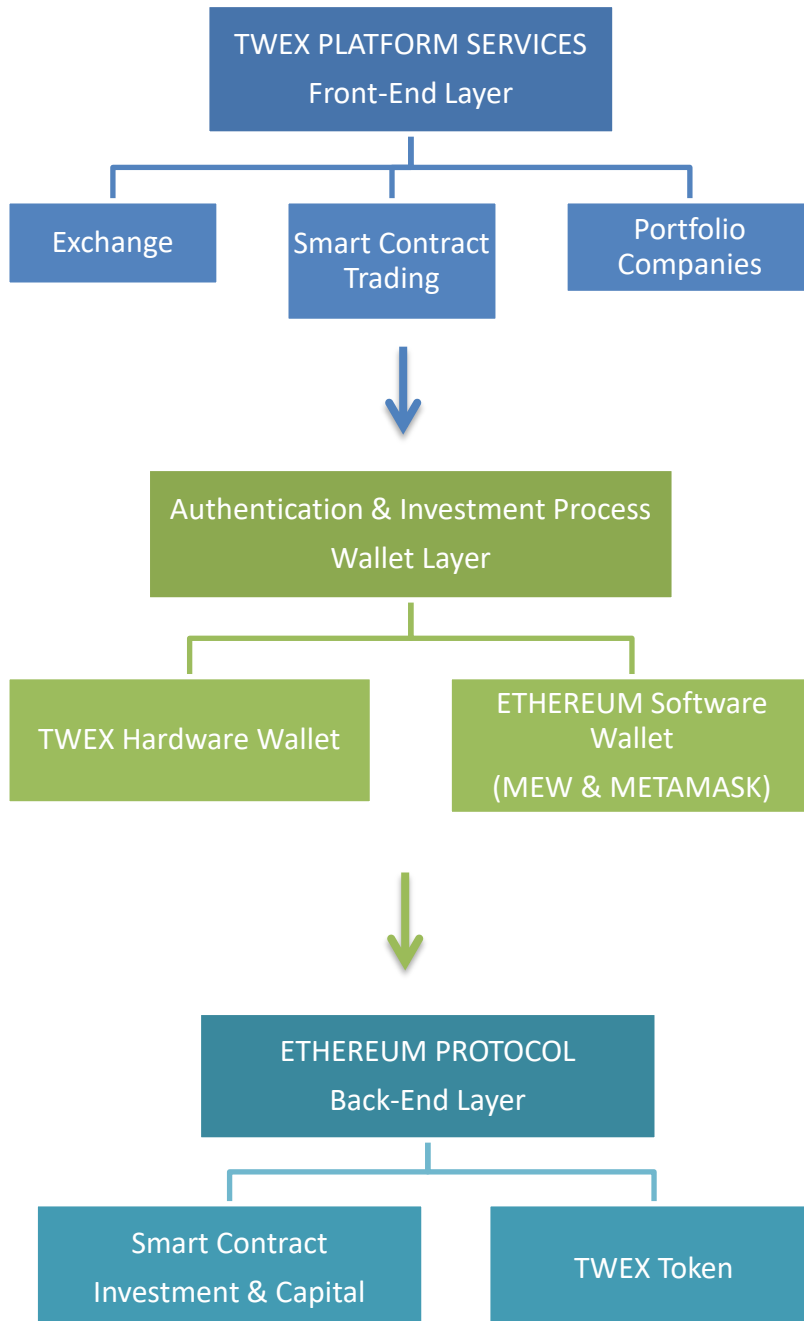 TWEX PLATFORM SERVICES
Front-End Layer
Exchange
Smart Contract
Trading
Portfolio
Companies
Authentication & Investment Process
Wallet Layer
TWEX Hardware Wallet
ETHEREUM Software
Wallet
(MEW & METAMASK)
ETHEREUM PROTOCOL
Back-End Layer
Smart Contract
Investment & Capital
TWEX Token